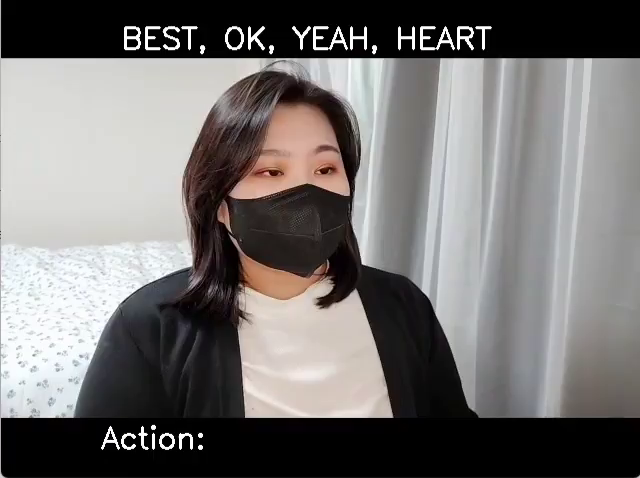 BEST, OK, YEAH, HEART
Action: